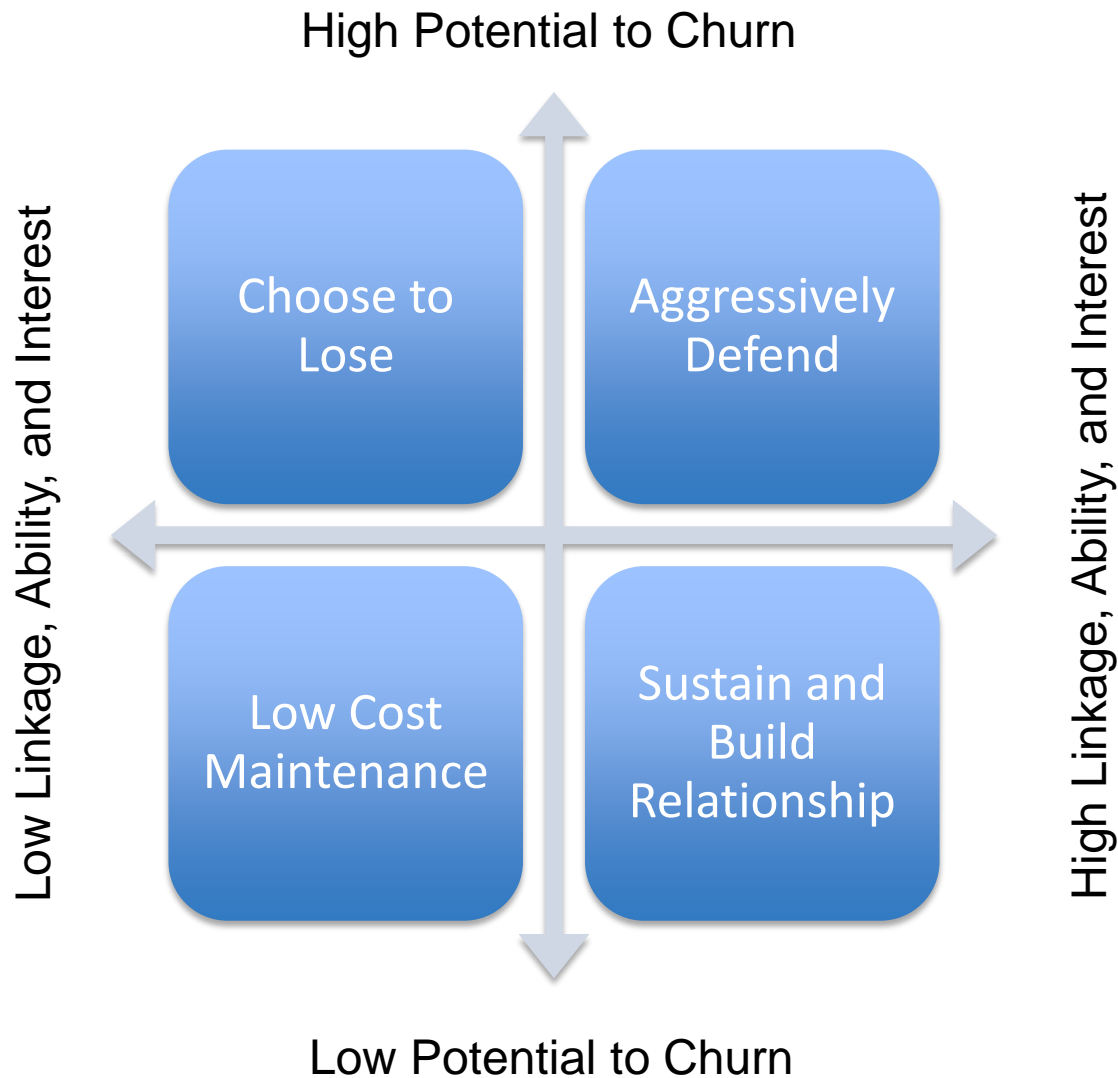 High Potential to Churn
Low Linkage, Ability, and Interest
Choose to
Lose
Aggressively
Defend
High Linkage, Ability, and Interest
Low Cost
Maintenance
Sustain and
Build
Relationship
Low Potential to Churn